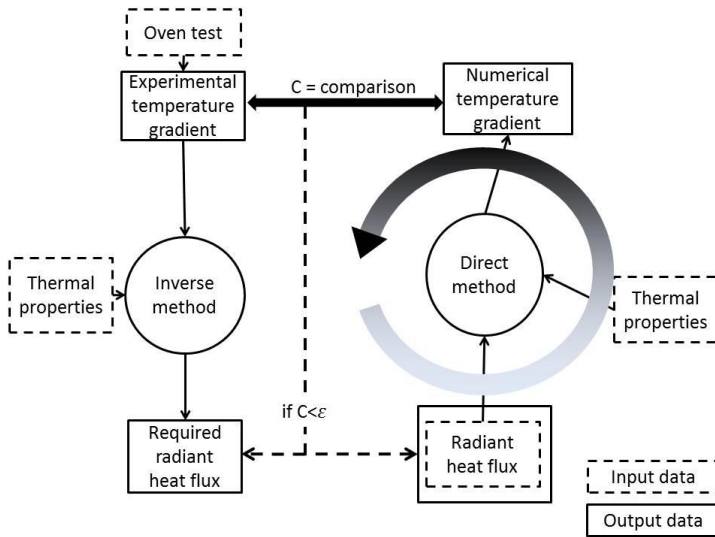 Oven test
Experimental
temperature
gradient
C = comparison
Numerical
temperature
gradient
Thermal
properties
Inverse
method
Direct
method
Thermal
properties
if C<ε
Required
radiant
heat flux
Radiant
heat flux
Input data
Output data